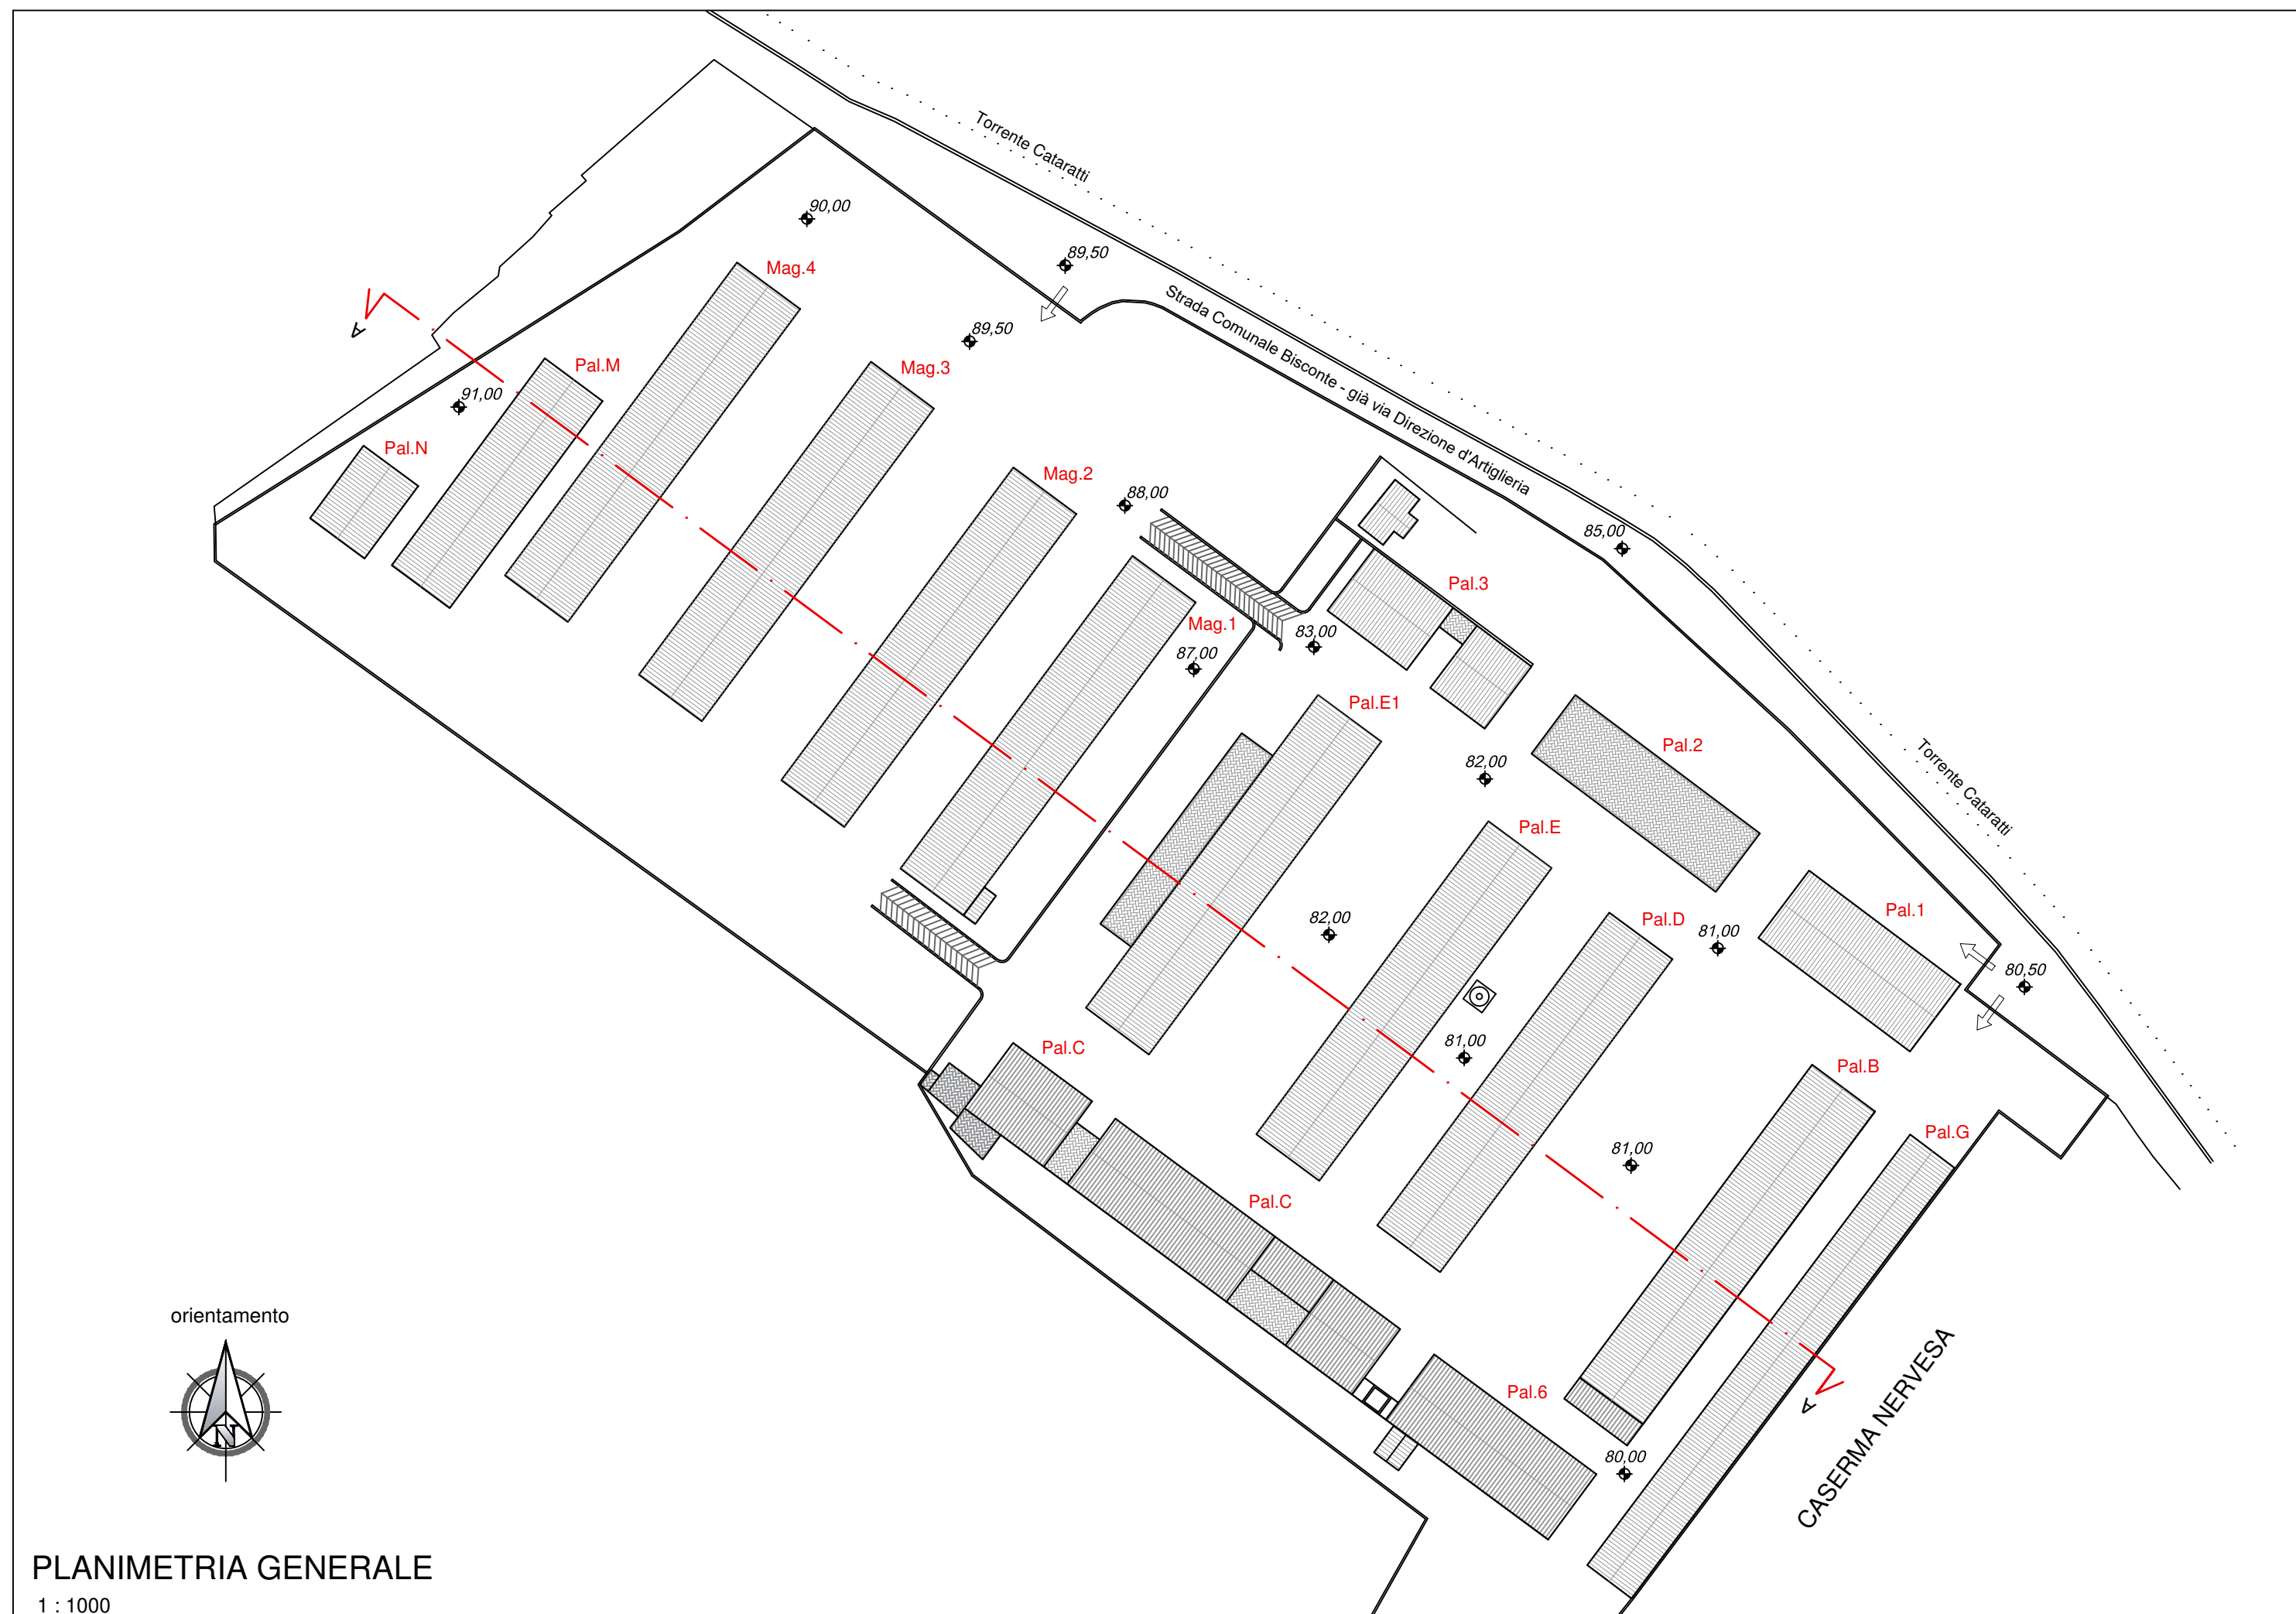 Torrente Cataratti
90,00
89,50
Mag.4
Strada Comunale Bisconte - già via Direzione d'Artiglieria
A
89,50
Pal.M
Mag.3
91,00
Pal.N
Mag.2
88,00
85,00
Pal.3
Mag.1
83,00
87,00
Pal.E1
Pal.2
Torrente Cataratti
82,00
Pal.E
Pal.1
82,00
Pal.D
81,00
80,50
Pal.C
81,00
Pal.B
Pal.G
81,00
Pal.C
orientamento
N
Pal.6
A
CASERMA NERVESA
80,00
PLANIMETRIA GENERALE
1 : 1000